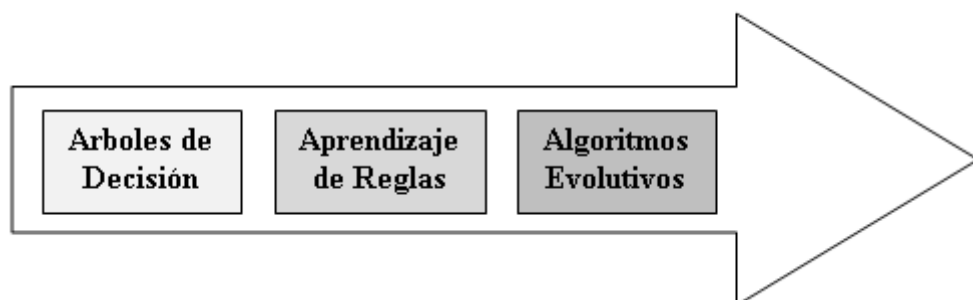 Arboles de
Decisión
Aprendizaje
de Reglas
Algoritmos
Evolutivos